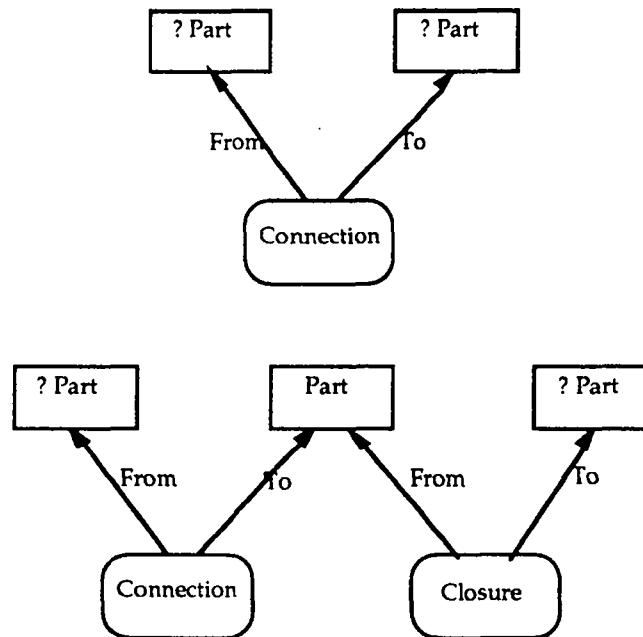 ? Part ? Part
From To
Connection
? Part Part ? Part
From To From To
Connection Closure